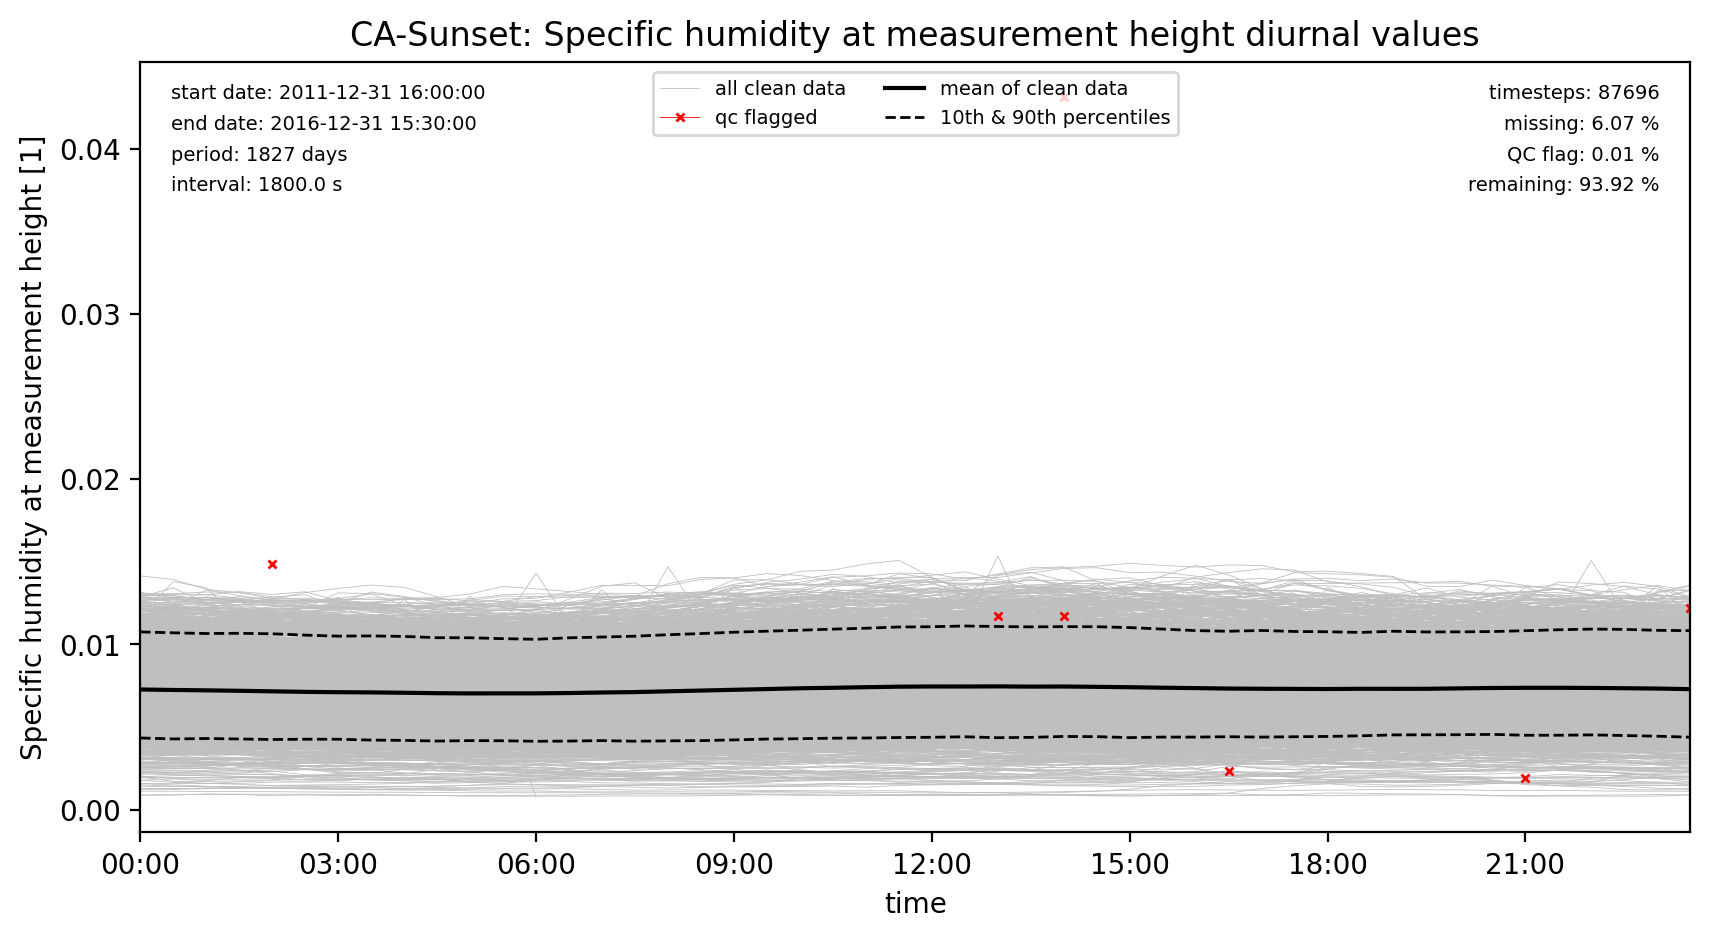 CA-Sunset: Specific humidity at measurement height diurnal values
start date: 2011-12-31 16:00:00
end date: 2016-12-31 15:30:00
period: 1827 days
interval: 1800.0 s
all clean data
qc flagged
mean of clean data
10th & 90th percentiles
timesteps: 87696
missing: 6.07 %
QC flag: 0.01 %
remaining: 93.92 %
Specific humidity at measurement height [1]
0.04
0.03
0.02
0.01
0.00
00:00 03:00 06:00 09:00 12:00 15:00 18:00 21:00
time